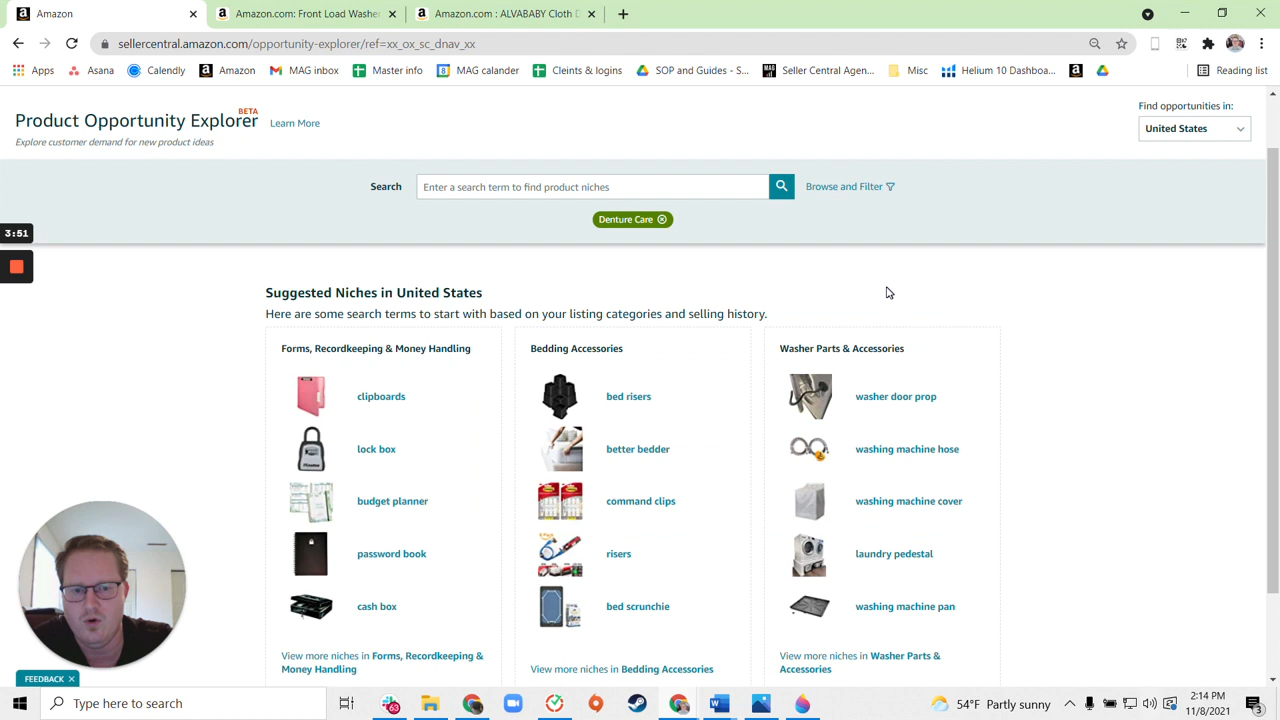 Amazon
Amazon.com: Front Load Washer
Amazon.com : ALVABABY Cloth D
sellercentral.amazon.com/opportunity-explorer/ref=xx_ox_sc_dnav_xx
Apps
Asana
Calendly
Amazon
MAG inbox
Master info
MAG calander
Cleints & logins
SOP and Guides - S...
Seller Central Agen...
Misc
Helium 10 Dashboa...
Reading list
Product Opportunity Explorer BETA
Learn More
Explore customer demand for new product ideas
Find opportunities in:
United States
Search
Enter a search term to find product niches
Browse and Filter
Denture Care
3:51
Suggested Niches in United States
Here are some search terms to start with based on your listing categories and selling history.
Forms, Recordkeeping & Money Handling
clipboards
lock box
budget planner
password book
cash box
View more niches in Forms, Recordkeeping &
Money Handling
Bedding Accessories
bed risers
better bedder
command clips
risers
bed scrunchie
View more niches in Bedding Accessories
Washer Parts & Accessories
washer door prop
washing machine hose
washing machine cover
laundry pedestal
washing machine pan
View more niches in Washer Parts &
Accessories
FEEDBACK
Type here to search
63
54°F Partly sunny
2:14 PM
11/8/2021
3